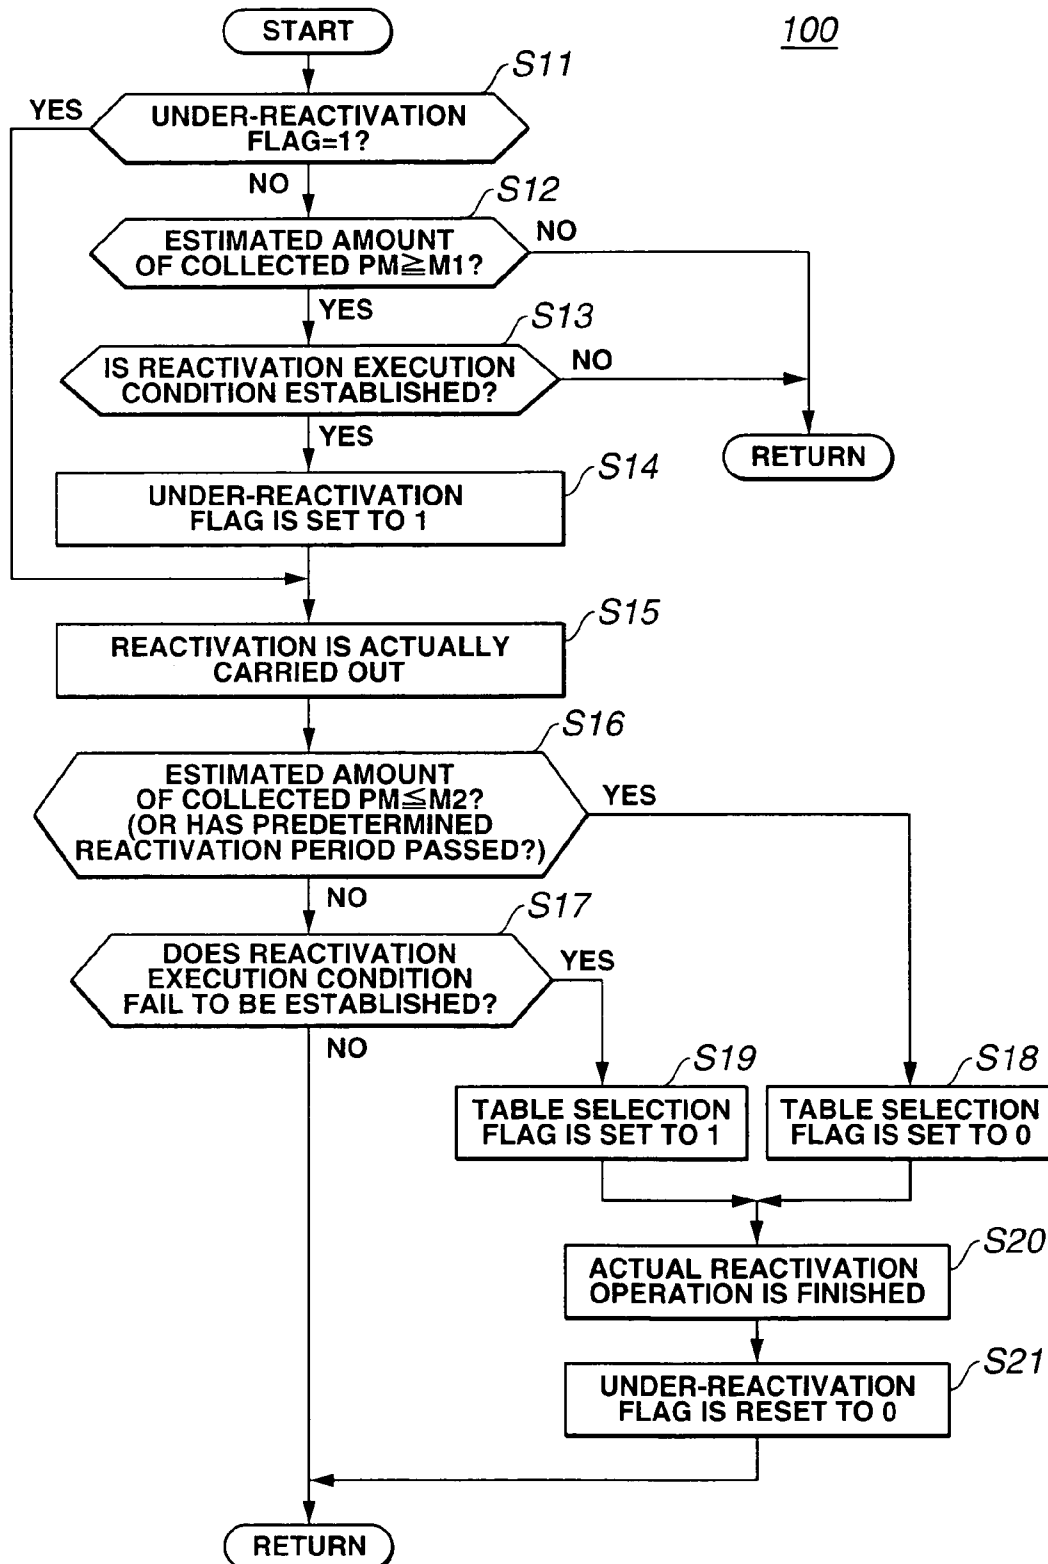 START
100
S11
YES
UNDER-REACTIVATION
FLAG=1?
NO
S12
ESTIMATED AMOUNT
OF COLLECTED PM≧M1?
NO
YES
S13
IS REACTIVATION EXECUTION
CONDITION ESTABLISHED?
NO
YES
RETURN
S14
UNDER-REACTIVATION
FLAG IS SET TO 1
S15
REACTIVATION IS ACTUALLY
CARRIED OUT
S16
ESTIMATED AMOUNT
OF COLLECTED PM≦M2?
(OR HAS PREDETERMINED
REACTIVATION PERIOD PASSED?)
YES
NO
S17
DOES REACTIVATION
EXECUTION CONDITION
FAIL TO BE ESTABLISHED?
YES
NO
S19
TABLE SELECTION
FLAG IS SET TO 1
S18
TABLE SELECTION
FLAG IS SET TO 0
S20
ACTUAL REACTIVATION
OPERATION IS FINISHED
S21
UNDER-REACTIVATION
FLAG IS RESET TO 0
RETURN